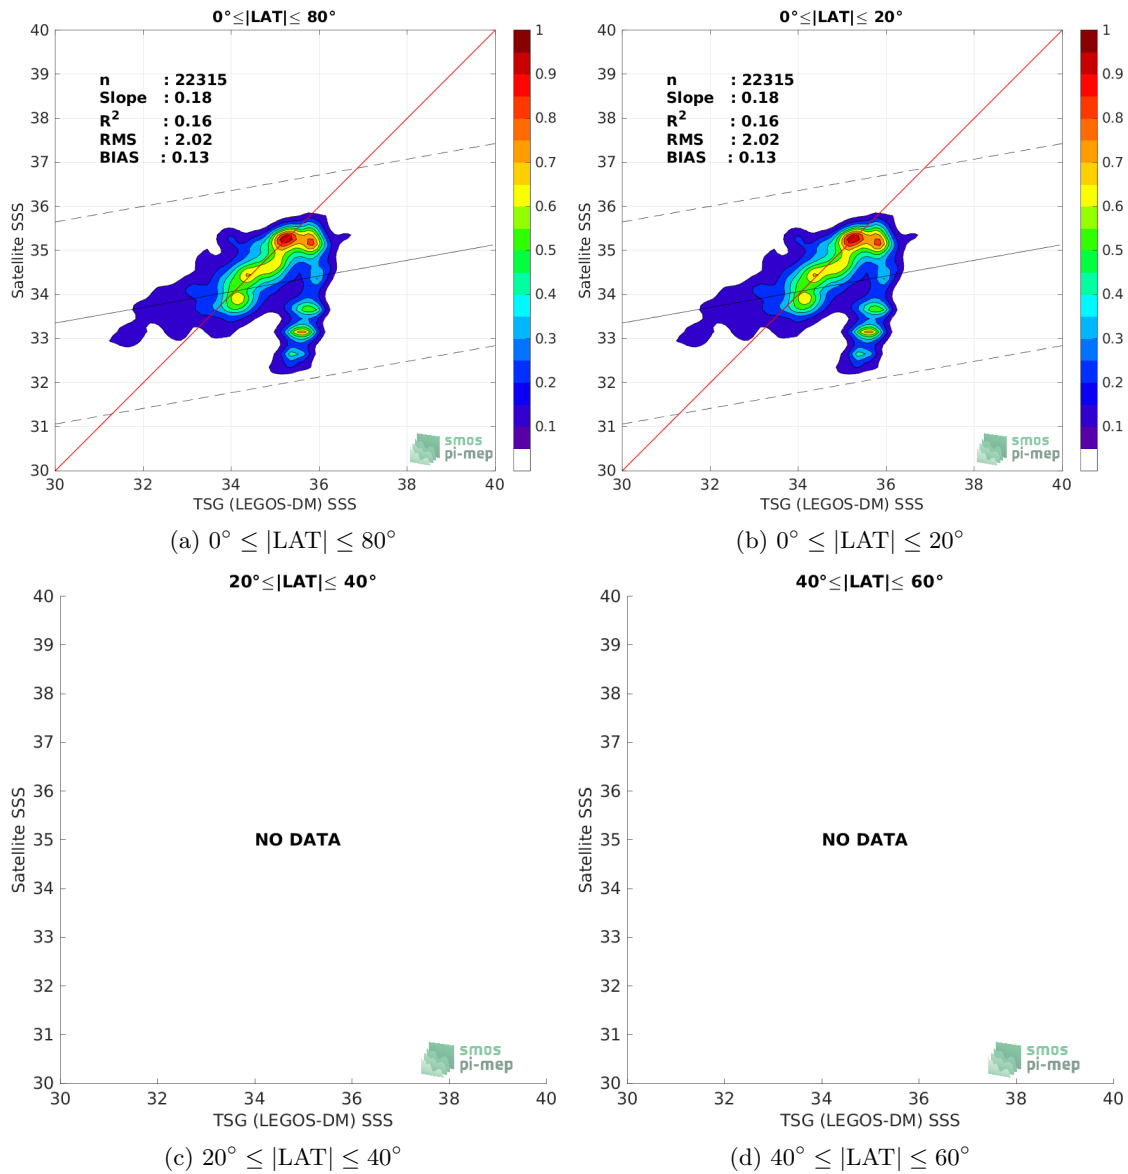 0°≤|LAT|≤ 80°
40
39
38
37
36
35
34
33
32
31
30
Satellite SSS
n : 22315
Slope : 0.18
R² : 0.16
RMS : 2.02
BIAS : 0.13
smos
pi-mep
30 32 34 36 38 40
TSG (LEGOS-DM) SSS
1
0.9
0.8
0.7
0.6
0.5
0.4
0.3
0.2
0.1
(a) 0° ≤ |LAT| ≤ 80°
0°≤|LAT|≤ 20°
40
39
38
37
36
35
34
33
32
31
30
Satellite SSS
n : 22315
Slope : 0.18
R² : 0.16
RMS : 2.02
BIAS : 0.13
smos
pi-mep
30 32 34 36 38 40
TSG (LEGOS-DM) SSS
1
0.9
0.8
0.7
0.6
0.5
0.4
0.3
0.2
0.1
(b) 0° ≤ |LAT| ≤ 20°
20°≤|LAT|≤ 40°
40
39
38
37
36
35
34
33
32
31
30
Satellite SSS
NO DATA
smos
pi-mep
30 32 34 36 38 40
TSG (LEGOS-DM) SSS
(c) 20° ≤ |LAT| ≤ 40°
40°≤|LAT|≤ 60°
40
39
38
37
36
35
34
33
32
31
30
Satellite SSS
NO DATA
smos
pi-mep
30 32 34 36 38 40
TSG (LEGOS-DM) SSS
(d) 40° ≤ |LAT| ≤ 60°